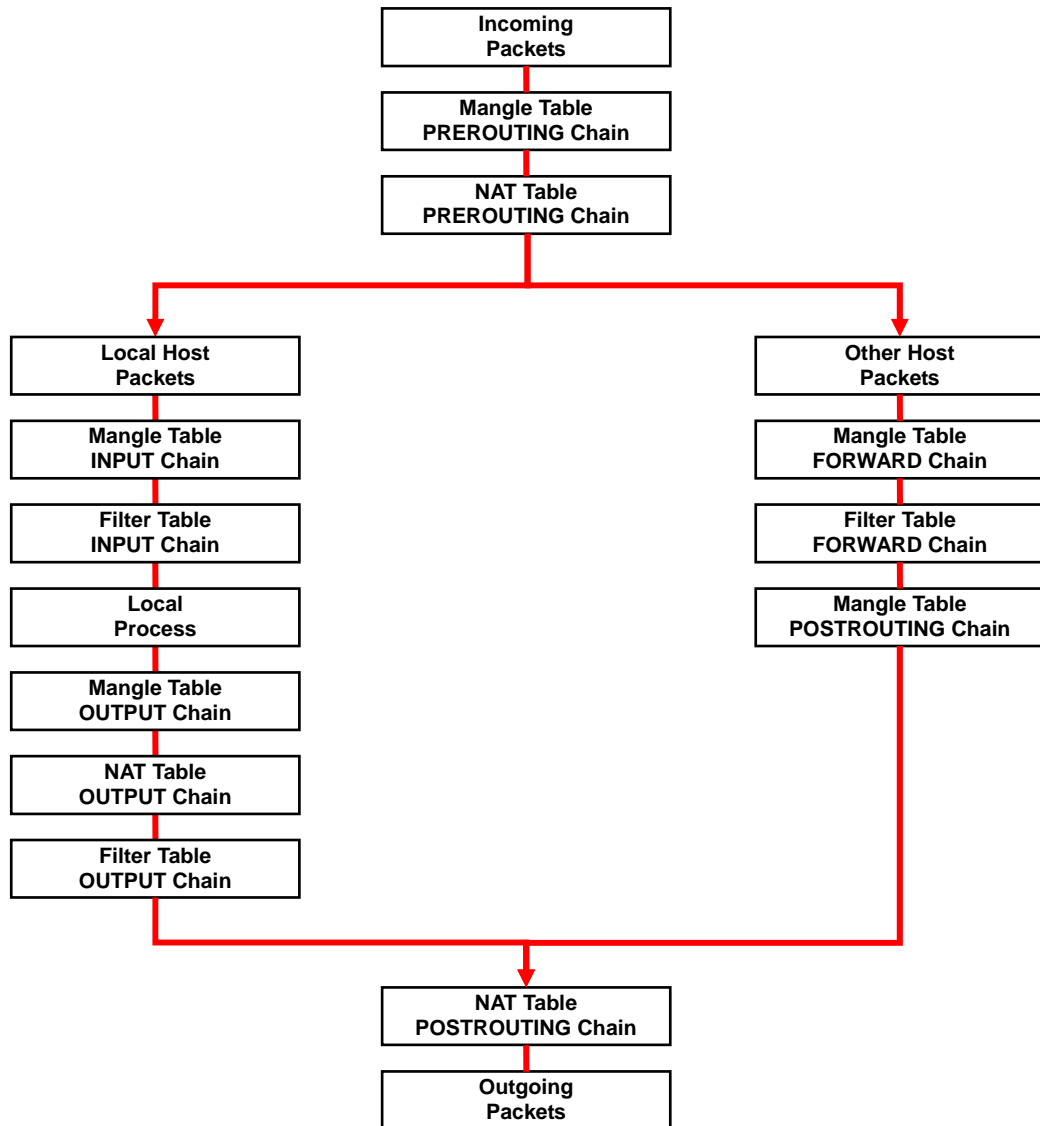 Incoming
Packets
Mangle Table
PREROUTING Chain
NAT Table
PREROUTING Chain
Local Host
Packets
Mangle Table
INPUT Chain
Filter Table
INPUT Chain
Local
Process
Mangle Table
OUTPUT Chain
NAT Table
OUTPUT Chain
Filter Table
OUTPUT Chain
Other Host
Packets
Mangle Table
FORWARD Chain
Filter Table
FORWARD Chain
Mangle Table
POSTROUTING Chain
NAT Table
POSTROUTING Chain
Outgoing
Packets